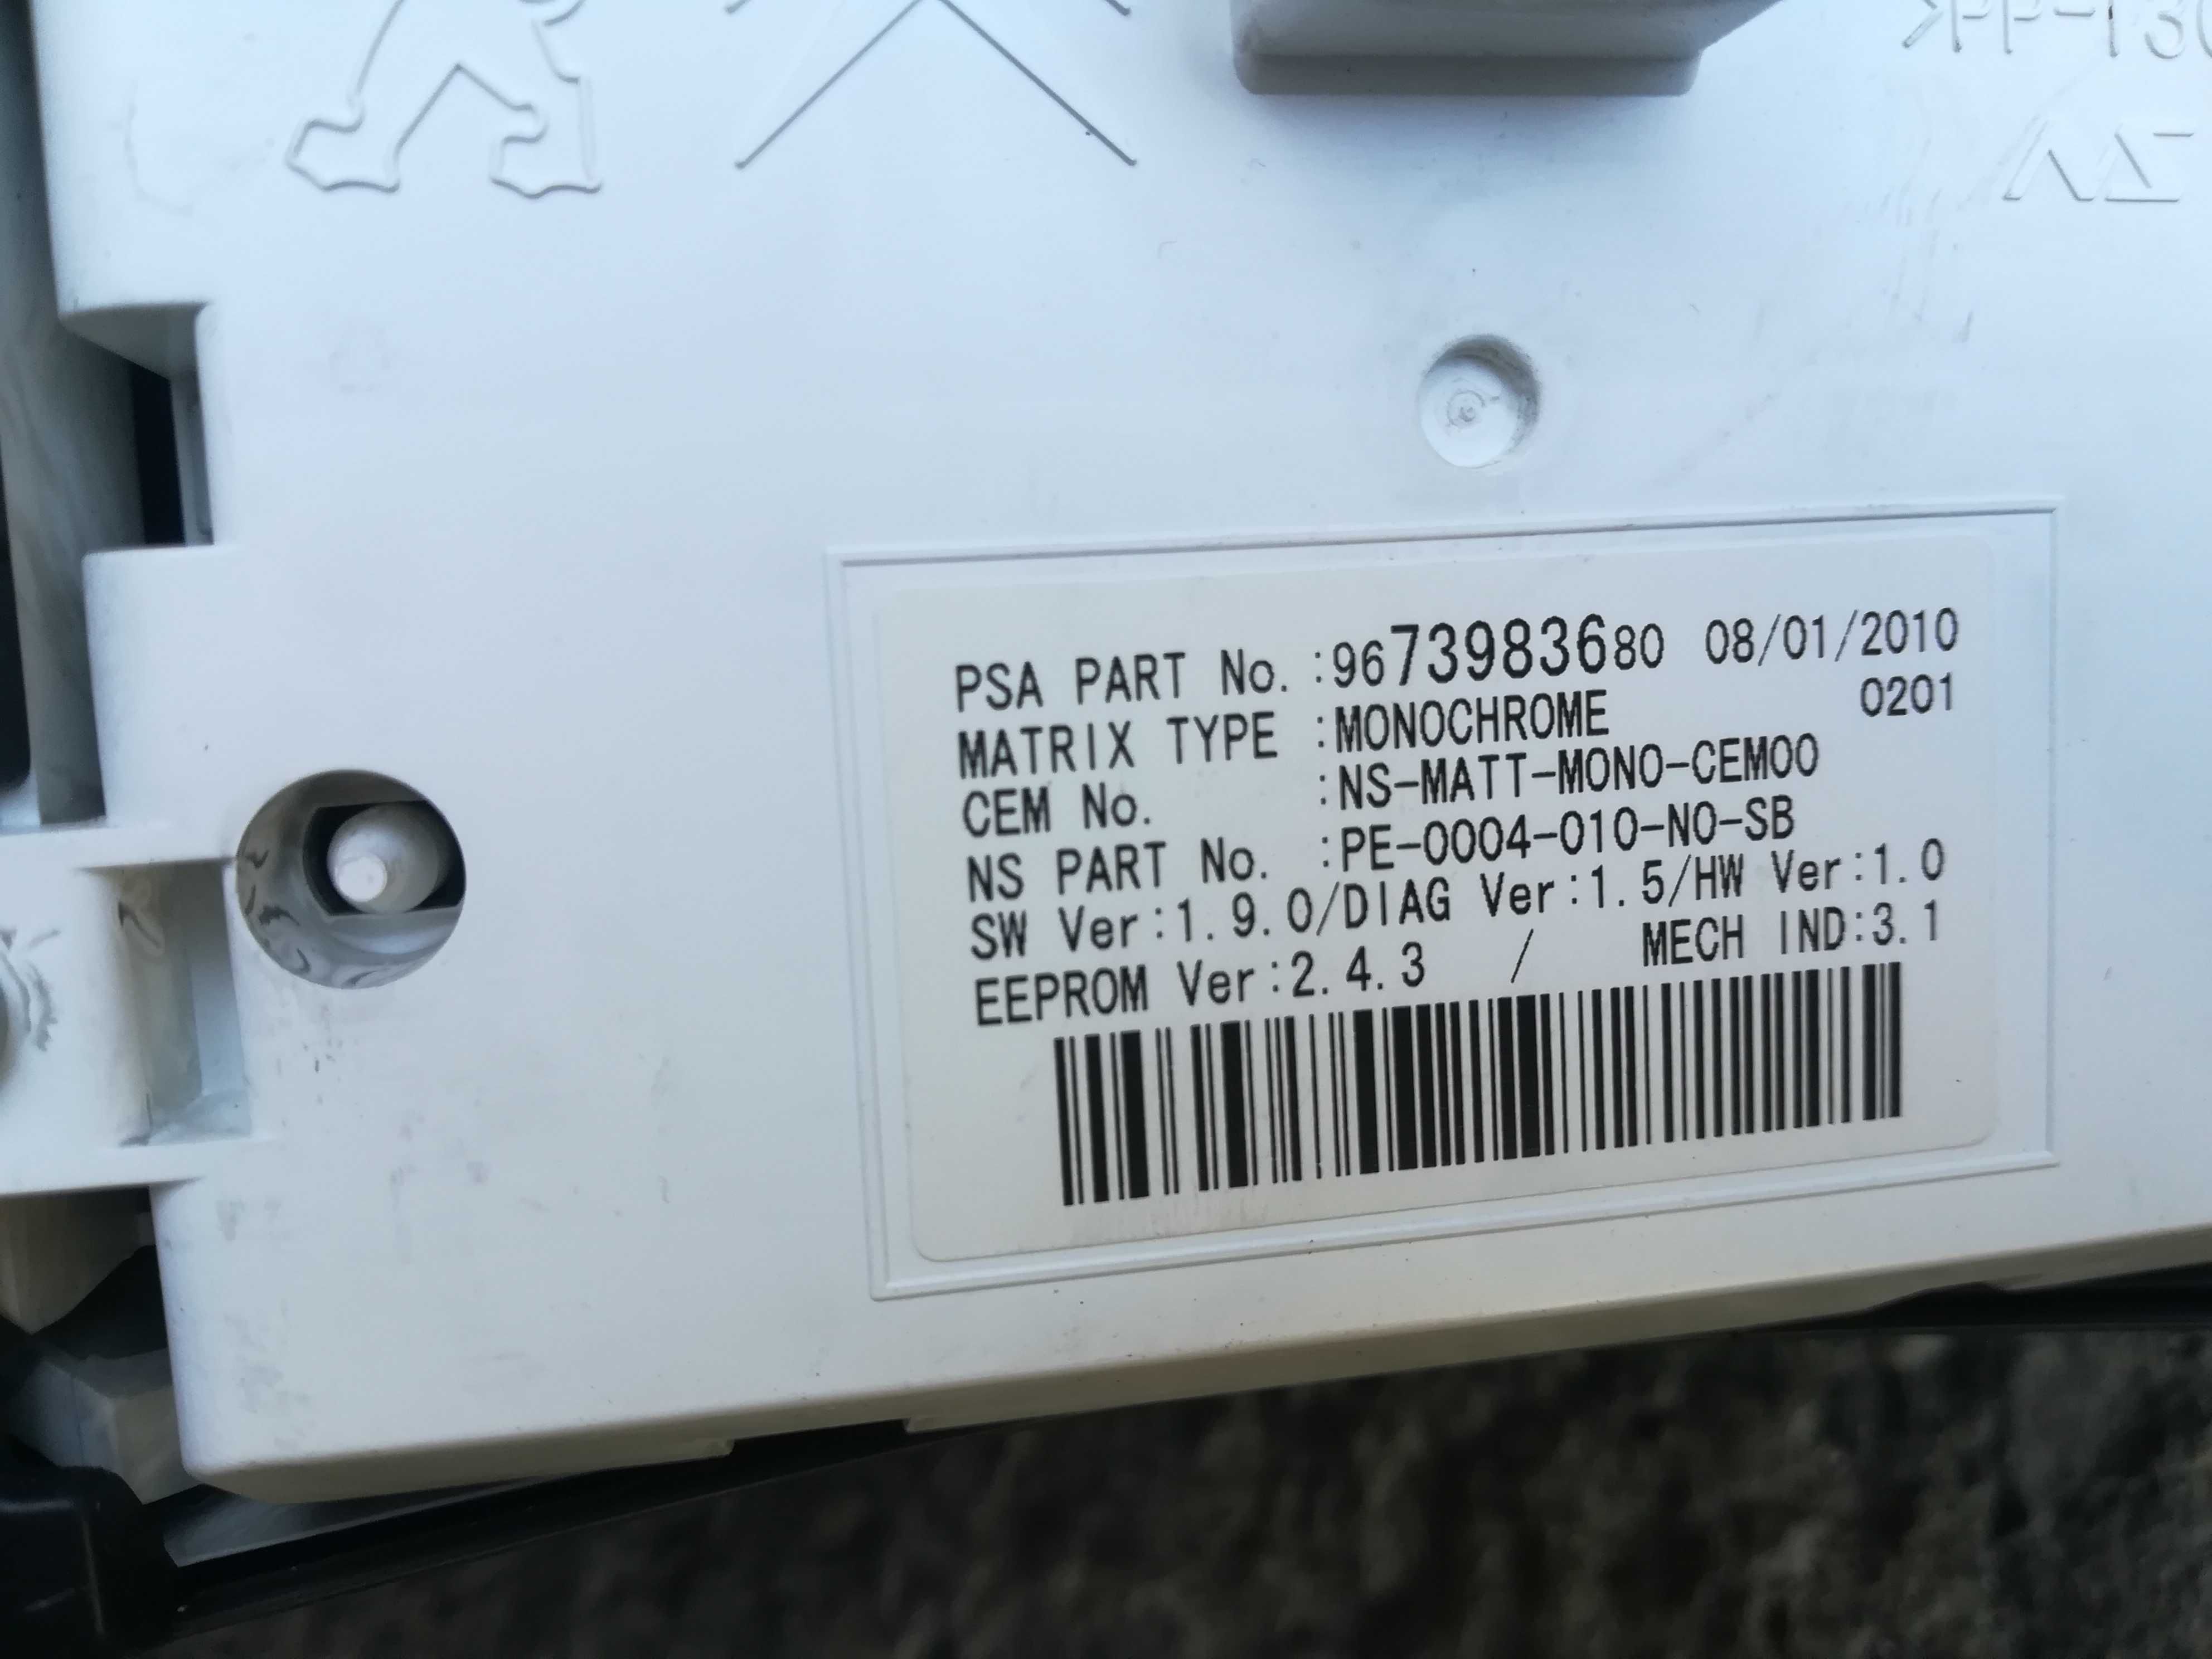 PSA PART No. :9673983680 08/01/2010
MATRIX TYPE :MONOCHROME 0201
CEM No. :NS-MATT-MONO-CEM00
NS PART No. :PE-0004-010-NO-SB
SW Ver:1.9.0/DIAG Ver:1.5/HW Ver:1.0
EEPROM Ver:2.4.3 / MECH IND:3.1